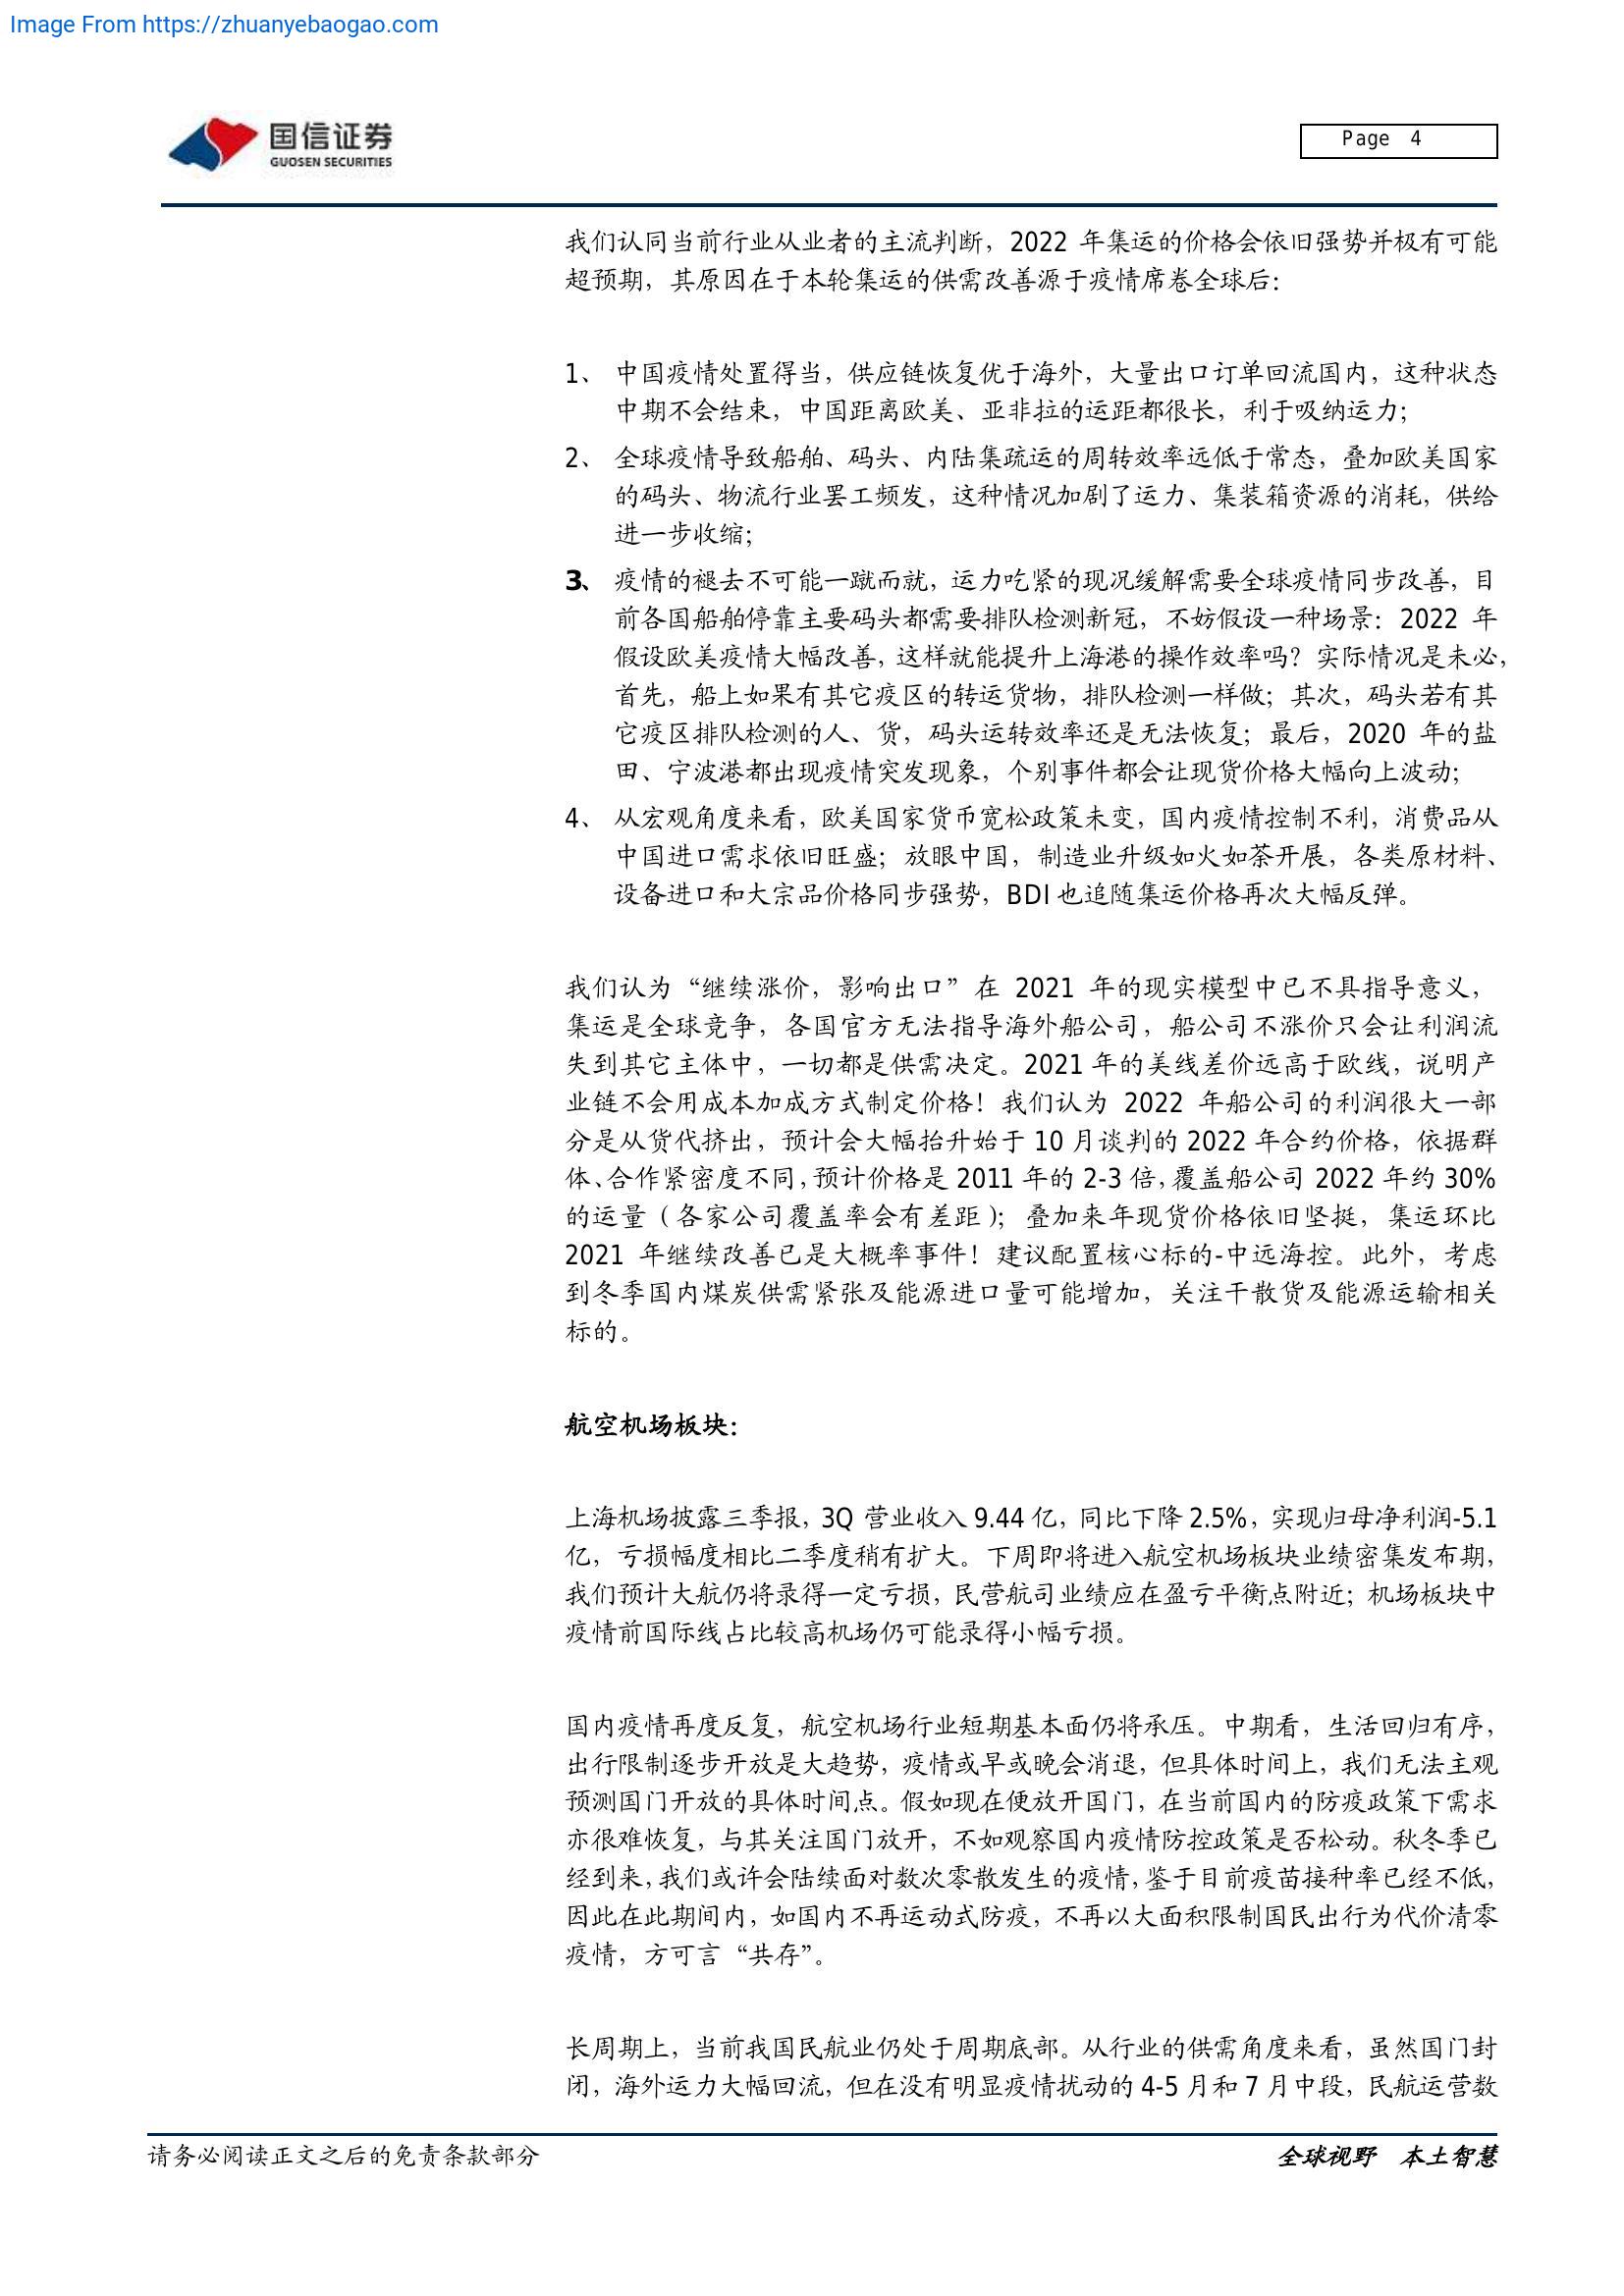 Image From https://zhuanyebaogao.com
国信证券
GUOSEN SECURITIES
Page 4
我们认同当前行业从业者的主流判断，2022 年集运的价格会依旧强势并极有可能
超预期，其原因在于本轮集运的供需改善源于疫情席卷全球后：
1、 中国疫情处置得当，供应链恢复优于海外，大量出口订单回流国内，这种状态
中期不会结束，中国距离欧美、亚非拉的运距都很长，利于吸纳运力；
2、 全球疫情导致船舶、码头、内陆集疏运的周转效率远低于常态，叠加欧美国家
的码头、物流行业罢工频发，这种情况加剧了运力、集装箱资源的消耗，供给
进一步收缩；
3、 疫情的褪去不可能一蹴而就，运力吃紧的现况缓解需要全球疫情同步改善，目
前各国船舶停靠主要码头都需要排队检测新冠，不妨假设一种场景：2022 年
假设欧美疫情大幅改善，这样就能提升上海港的操作效率吗？实际情况是未必，
首先，船上如果有其它疫区的转运货物，排队检测一样做；其次，码头若有其
它疫区排队检测的人、货，码头运转效率还是无法恢复；最后，2020 年的盐
田、宁波港都出现疫情突发现象，个别事件都会让现货价格大幅向上波动；
4、 从宏观角度来看，欧美国家货币宽松政策未变，国内疫情控制不利，消费品从
中国进口需求依旧旺盛；放眼中国，制造业升级如火如荼开展，各类原材料、
设备进口和大宗品价格同步强势，BDI 也追随集运价格再次大幅反弹。
我们认为“继续涨价，影响出口”在 2021 年的现实模型中已不具指导意义，
集运是全球竞争，各国官方无法指导海外船公司，船公司不涨价只会让利润流
失到其它主体中，一切都是供需决定。2021 年的美线差价远高于欧线，说明产
业链不会用成本加成方式制定价格！我们认为 2022 年船公司的利润很大一部
分是从货代挤出，预计会大幅抬升始于 10 月谈判的 2022 年合约价格，依据群
体、合作紧密度不同，预计价格是 2011 年的 2-3 倍，覆盖船公司 2022 年约 30%
的运量（各家公司覆盖率会有差距）；叠加来年现货价格依旧坚挺，集运环比
2021 年继续改善已是大概率事件！建议配置核心标的-中远海控。此外，考虑
到冬季国内煤炭供需紧张及能源进口量可能增加，关注干散货及能源运输相关
标的。
航空机场板块：
上海机场披露三季报，3Q 营业收入 9.44 亿，同比下降 2.5%，实现归母净利润-5.1
亿，亏损幅度相比二季度稍有扩大。下周即将进入航空机场板块业绩密集发布期，
我们预计大航仍将录得一定亏损，民营航司业绩应在盈亏平衡点附近；机场板块中
疫情前国际线占比较高机场仍可能录得小幅亏损。
国内疫情再度反复，航空机场行业短期基本面仍将承压。中期看，生活回归有序，
出行限制逐步开放是大趋势，疫情或早或晚会消退，但具体时间上，我们无法主观
预测国门开放的具体时间点。假如现在便放开国门，在当前国内的防疫政策下需求
亦很难恢复，与其关注国门放开，不如观察国内疫情防控政策是否松动。秋冬季已
经到来，我们或许会陆续面对数次零散发生的疫情，鉴于目前疫苗接种率已经不低，
因此在此期间内，如国内不再运动式防疫，不再以大面积限制国民出行为代价清零
疫情，方可言“共存”。
长周期上，当前我国民航业仍处于周期底部。从行业的供需角度来看，虽然国门封
闭，海外运力大幅回流，但在没有明显疫情扰动的 4-5 月和 7 月中段，民航运营数
请务必阅读正文之后的免责条款部分
全球视野 本土智慧